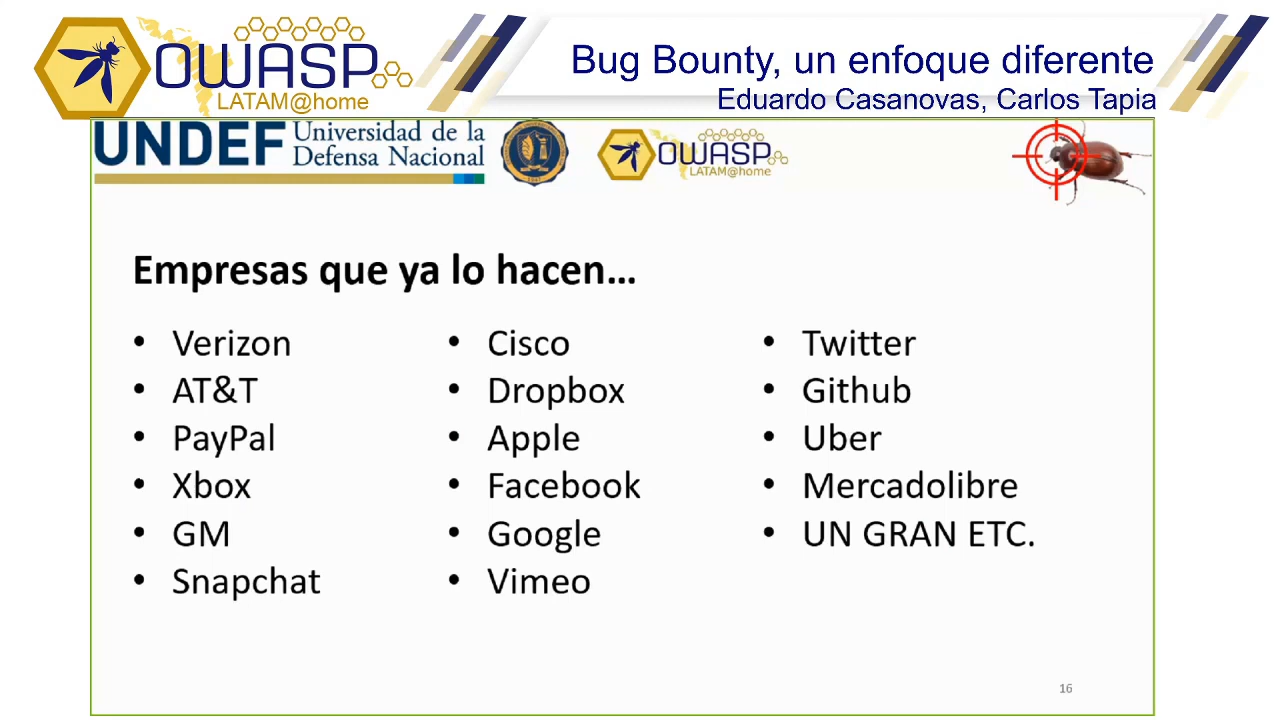 OWASP
LATAM@home
Bug Bounty, un enfoque diferente
Eduardo Casanovas, Carlos Tapia
UNDEF
Universidad de la
Defensa Nacional
OWASP
LATAM@home
Empresas que ya lo hacen...
• Verizon
• AT&T
• PayPal
• Xbox
• GM
• Snapchat
• Cisco
• Dropbox
• Apple
• Facebook
• Google
• Vimeo
• Twitter
• Github
• Uber
• Mercadolibre
• UN GRAN ETC.
16